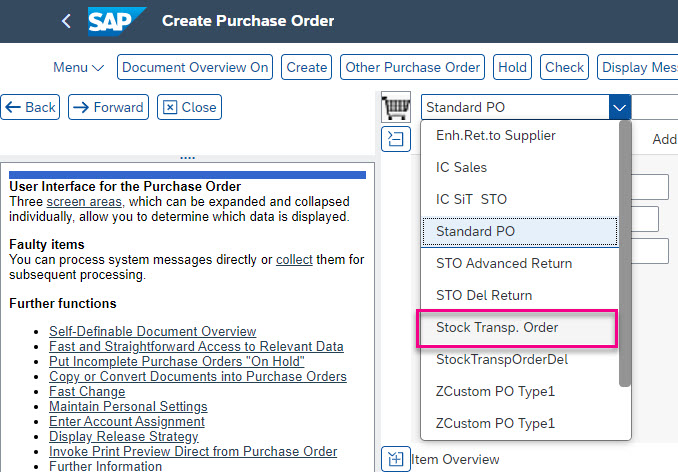 SAP Create Purchase Order
Menu Document Overview On Create Other Purchase Order Hold Check Display Mes
Back Forward Close
User Interface for the Purchase Order
Three screen areas, which can be expanded and collapsed
individually, allow you to determine which data is displayed.
Faulty items
You can process system messages directly or collect them for
subsequent processing.
Further functions
Self-Definable Document Overview
Fast and Straightforward Access to Relevant Data
Put Incomplete Purchase Orders "On Hold"
Copy or Convert Documents into Purchase Orders
Fast Change
Maintain Personal Settings
Enter Account Assignment
Display Release Strategy
Invoke Print Preview Direct from Purchase Order
Further Information
Standard PO
Enh.Ret.to Supplier
IC Sales
IC SiT STO
Standard PO
STO Advanced Return
STO Del Return
Stock Transp. Order
StockTranspOrderDel
ZCustom PO Type1
ZCustom PO Type1
Add
Item Overview